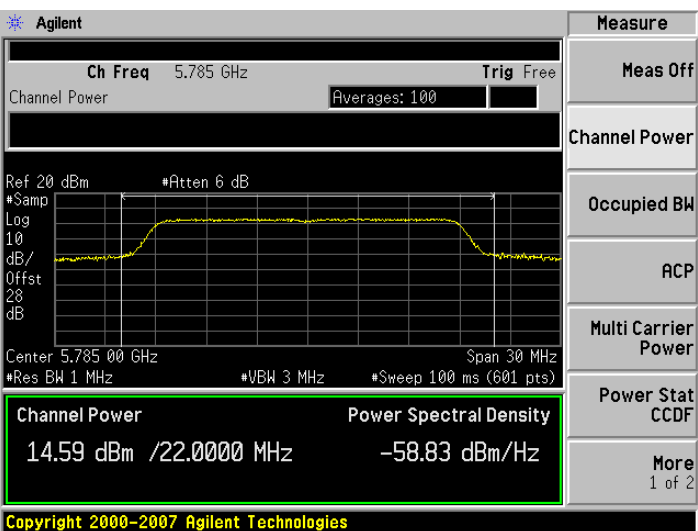 Agilent
Measure
Ch Freq 5.785 GHz Trig Free
Channel Power Averages: 100
Ref 20 dBm #Atten 6 dB
#Samp
Log
10
dB/
Offst
28
dB
Center 5.785 00 GHz Span 30 MHz
#Res BW 1 MHz #VBW 3 MHz #Sweep 100 ms (601 pts)
Channel Power Power Spectral Density
14.59 dBm /22.0000 MHz -58.83 dBm/Hz
Copyright 2000-2007 Agilent Technologies
Meas Off
Channel Power
Occupied BW
ACP
Multi Carrier
Power
Power Stat
CCDF
More
1 of 2